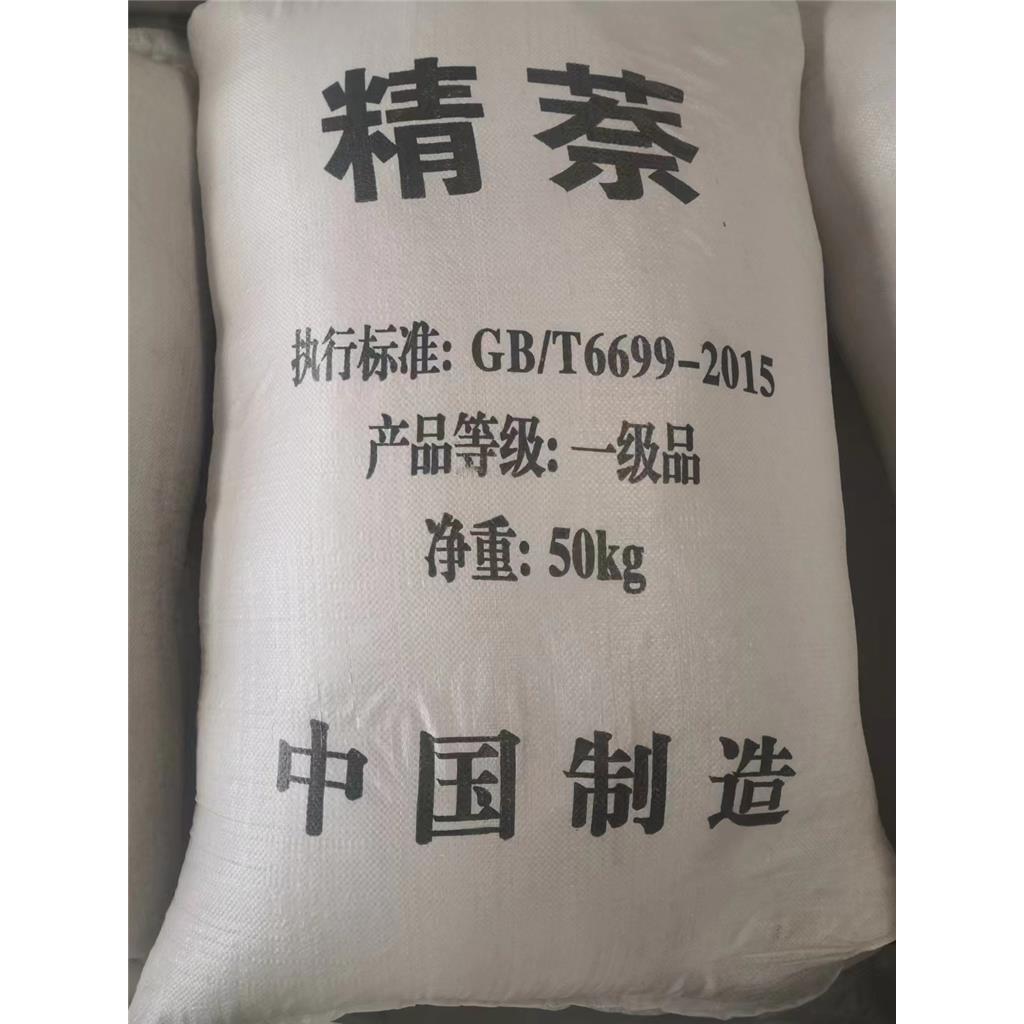 精萘
执行标准: GB/T6699-2015
产品等级: 一级品
净重: 50kg
中国制造